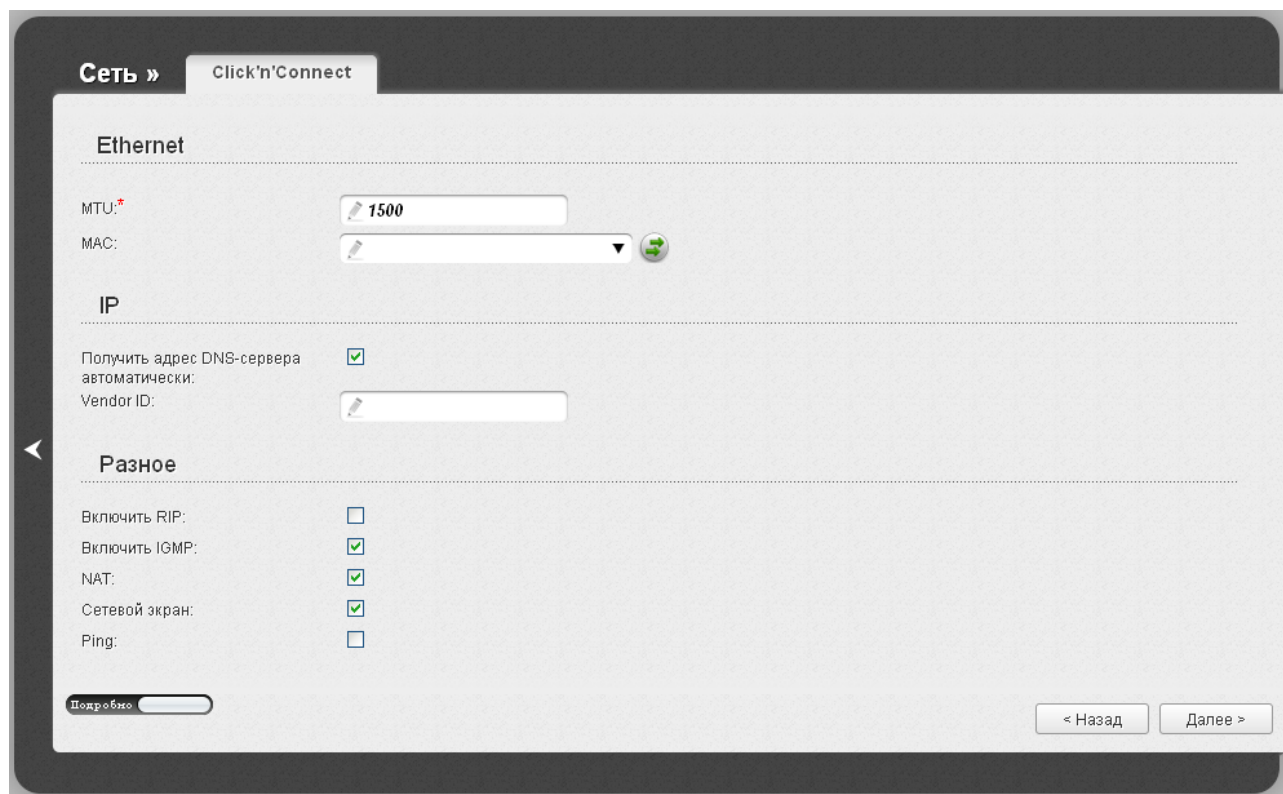 Сеть »
Click'n'Connect
Ethernet
MTU:*
1500
MAC:
IP
Получить адрес DNS-сервера
автоматически:
Vendor ID:
Разное
Включить RIP:
Включить IGMP:
NAT:
Сетевой экран:
Ping:
Подробно
< Назад
Далее >